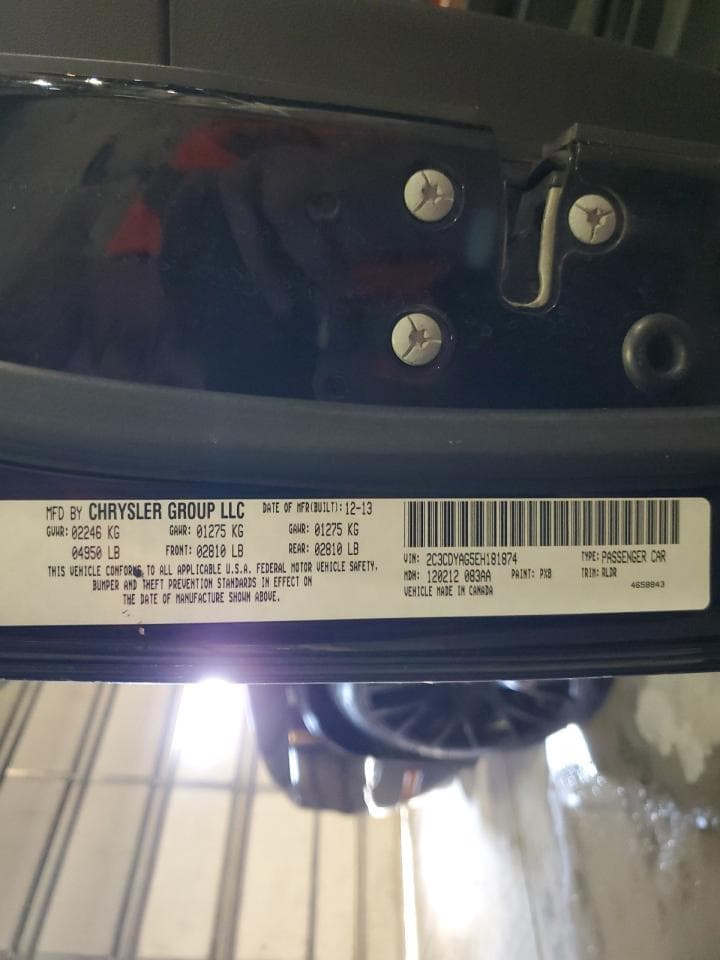 MFD BY CHRYSLER GROUP LLC DATE OF MFR(BUILT): 12-13
GVWR: 02246 KG GAWR: 01275 KG GAWR: 01275 KG
04950 LB FRONT: 02810 LB REAR: 02810 LB
THIS VEHICLE CONFORMS TO ALL APPLICABLE U.S.A. FEDERAL MOTOR VEHICLE SAFETY,
BUMPER AND THEFT PREVENTION STANDARDS IN EFFECT ON
THE DATE OF MANUFACTURE SHOWN ABOVE.
VIN: 2C3CDYAG5EH181874 TYPE: PASSENGER CAR
MDH: 120212 083AA PAINT: PX8 TRIM: RLDR
VEHICLE MADE IN CANADA 4658843